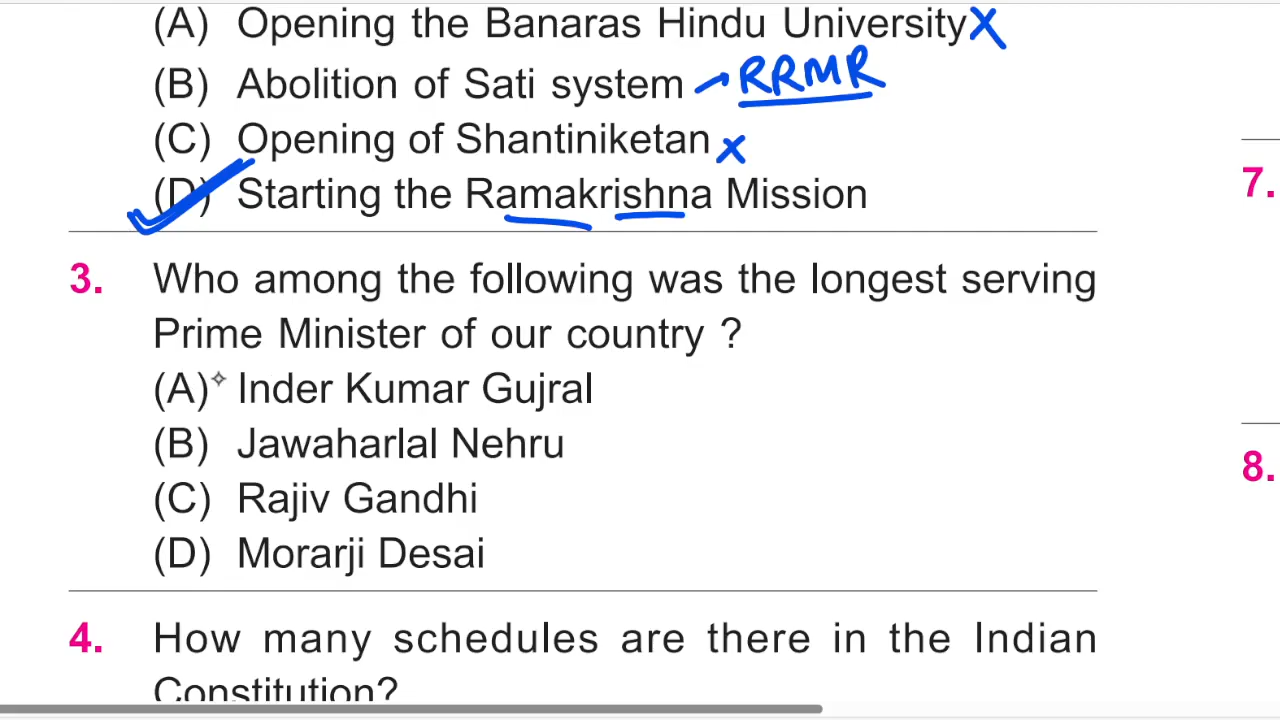 (A) Opening the Banaras Hindu University X
(B) Abolition of Sati system → RRMR
(C) Opening of Shantiniketan x
(D) Starting the Ramakrishna Mission
3. Who among the following was the longest serving
Prime Minister of our country ?
(A) Inder Kumar Gujral
(B) Jawaharlal Nehru
(C) Rajiv Gandhi
(D) Morarji Desai
4. How many schedules are there in the Indian
Constitution?
7.
8.